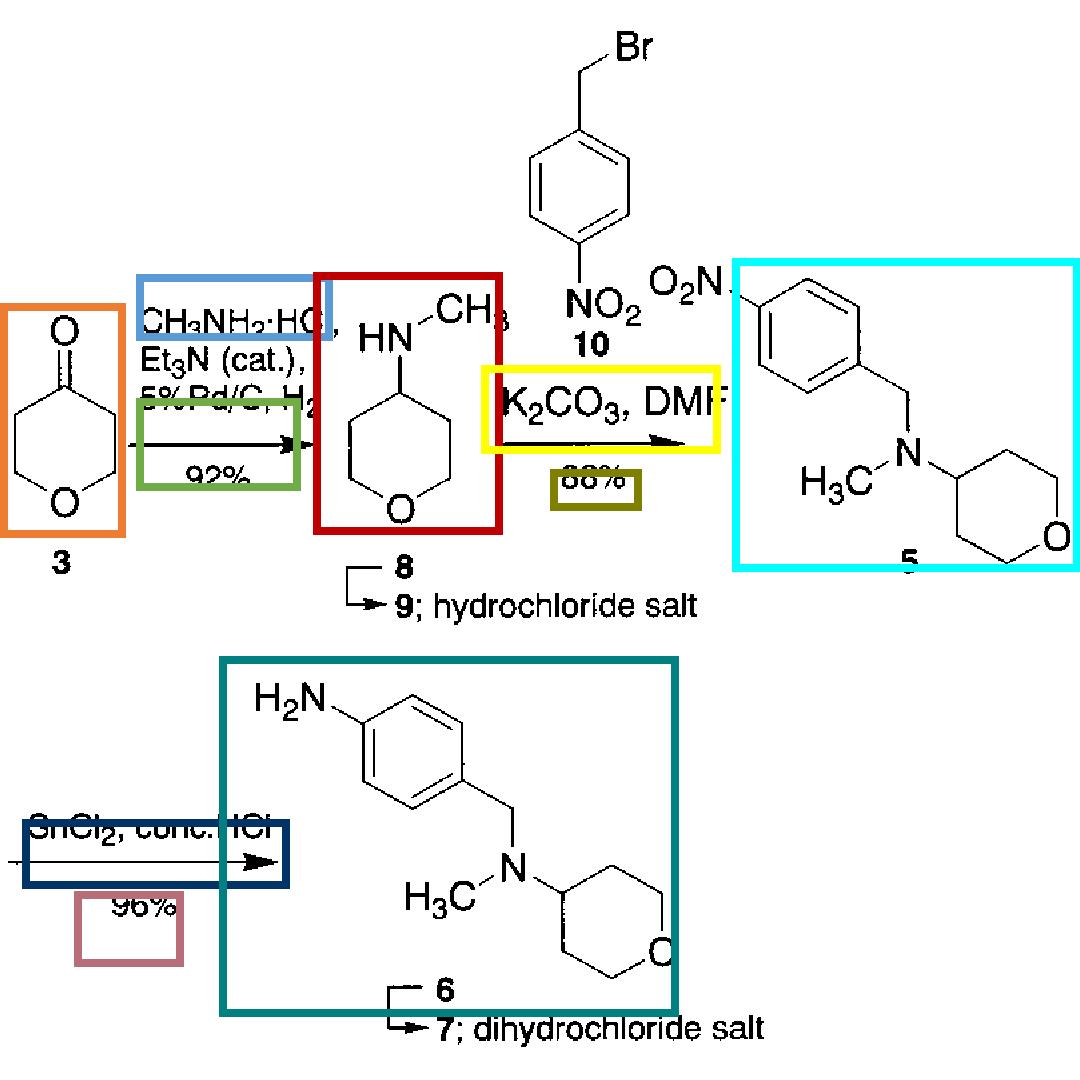 Br
NO2
10
O2N
O
O
3
CH3NH2·HCl,
Et3N (cat.),
5% Pd/C, H2
92%
HN
CH3
O
8
9; hydrochloride salt
K2CO3, DMF
88%
N
H3C
O
5
SnCl2, conc.HCl
96%
H2N
N
H3C
O
6
7; dihydrochloride salt